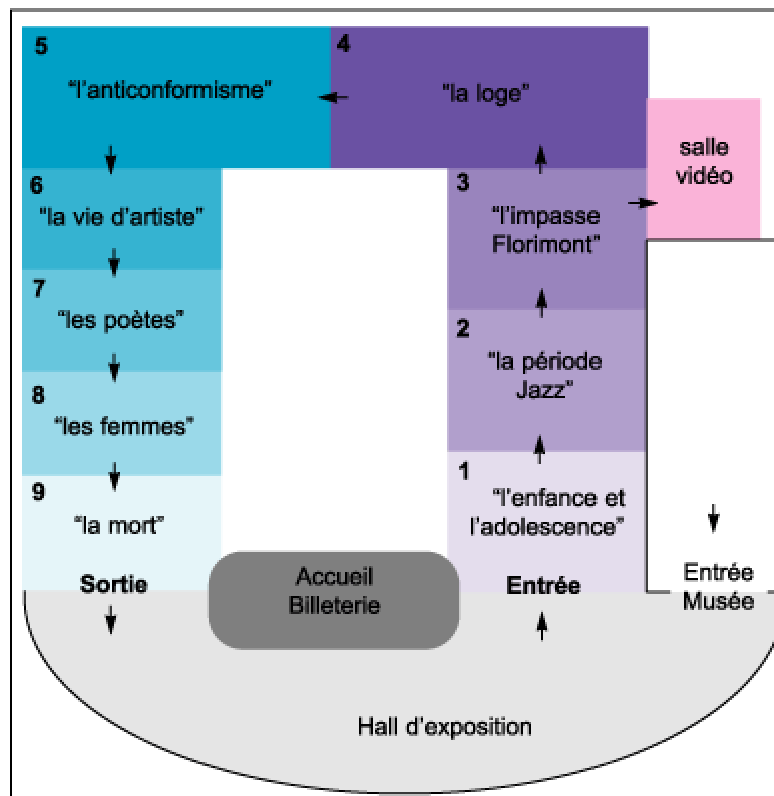 5
4
"l'anticonformisme"
"la loge"
salle
vidéo
6
"la vie d'artiste"
3
"l'impasse
Florimont"
7
"les poètes"
2
"la période
Jazz"
8
"les femmes"
9
"la mort"
1
"l'enfance et
l'adolescence"
Sortie
Accueil
Billeterie
Entrée
Entrée
Musée
Hall d'exposition